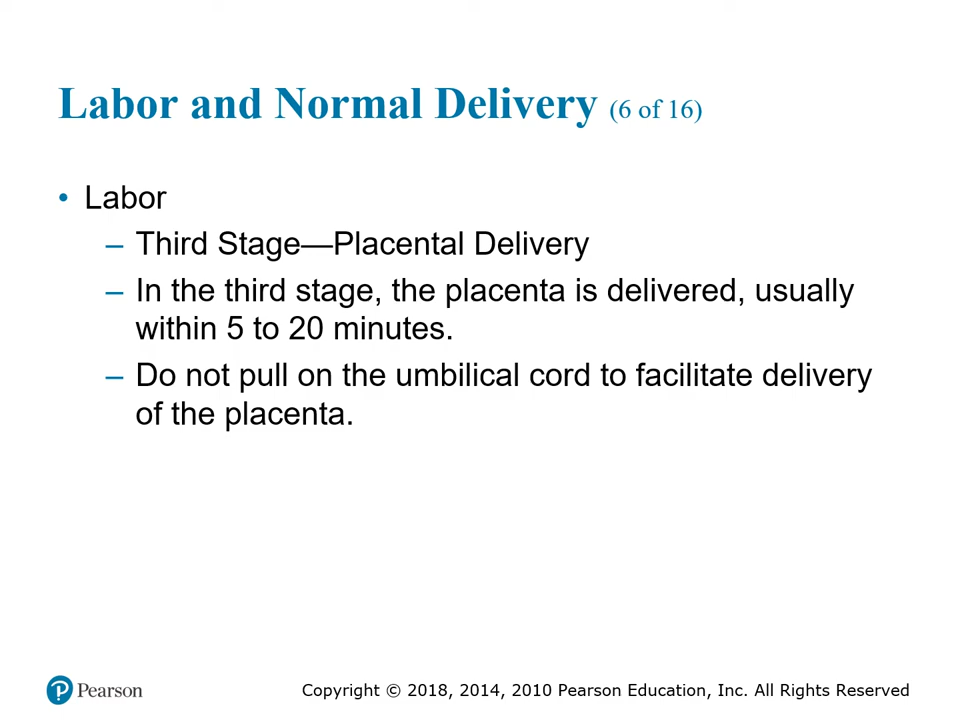 Labor and Normal Delivery (6 of 16)
• Labor
– Third Stage—Placental Delivery
– In the third stage, the placenta is delivered, usually
within 5 to 20 minutes.
– Do not pull on the umbilical cord to facilitate delivery
of the placenta.
Pearson
Copyright © 2018, 2014, 2010 Pearson Education, Inc. All Rights Reserved